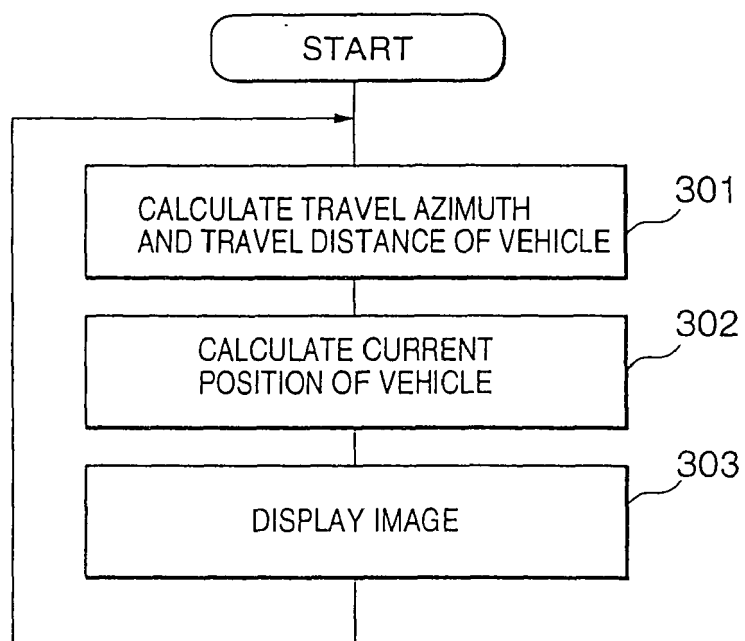 START
CALCULATE TRAVEL AZIMUTH
AND TRAVEL DISTANCE OF VEHICLE
301
CALCULATE CURRENT
POSITION OF VEHICLE
302
DISPLAY IMAGE
303